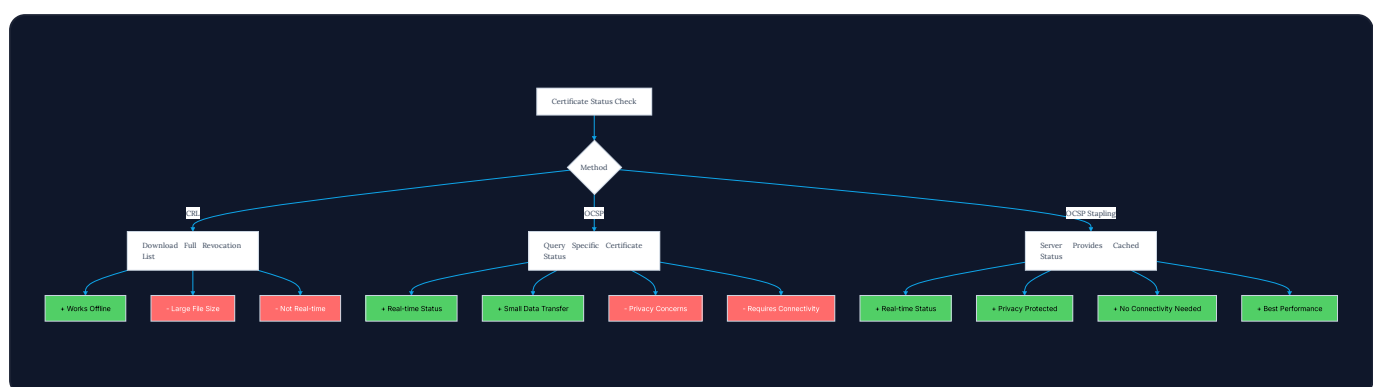 Certificate Status Check
Method
CRL
OCSP
OCSP Stapling
Download Full Revocation
List
Query Specific Certificate
Status
Server Provides Cached
Status
+ Works Offline
- Large File Size
- Not Real-time
+ Real-time Status
+ Small Data Transfer
- Privacy Concerns
- Requires Connectivity
+ Real-time Status
+ Privacy Protected
+ No Connectivity Needed
+ Best Performance